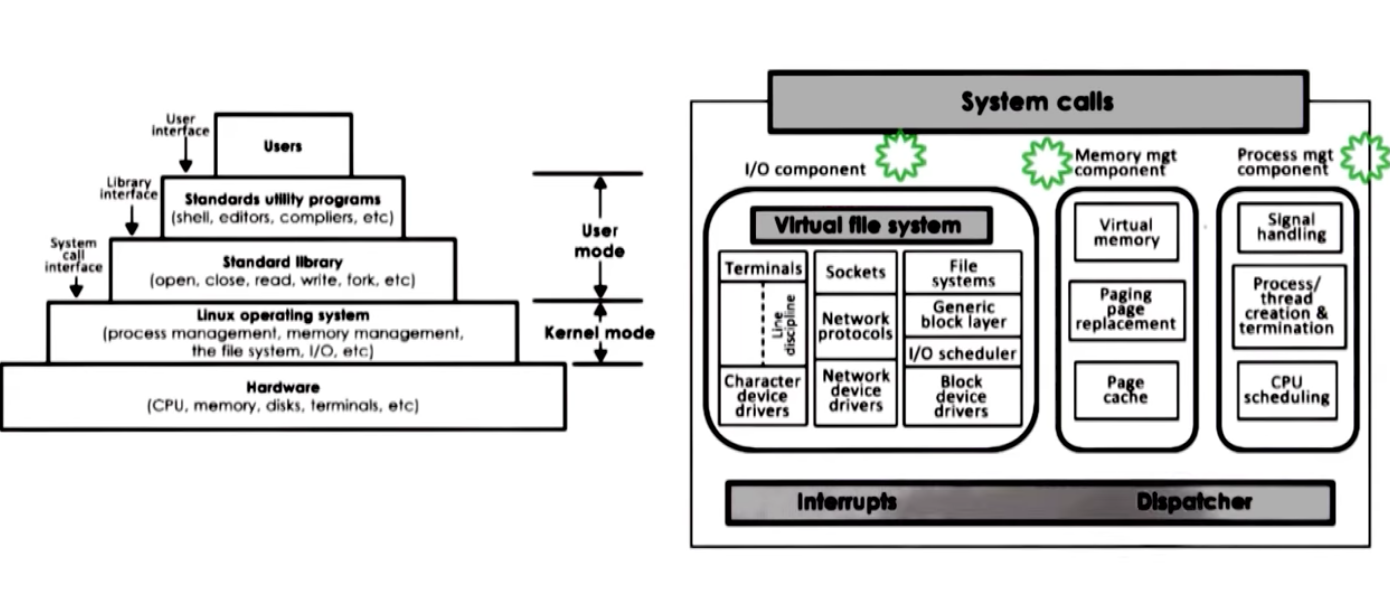 User
interface
Users
Library
interface
Standards utility programs
(shell, editors, compliers, etc)
System
call
interface
Standard library
(open, close, read, write, fork, etc)
Linux operating system
(process management, memory management,
the file system, I/O, etc)
Hardware
(CPU, memory, disks, terminals, etc)
User
mode
Kernel mode
System calls
I/O component
Memory mgt
component
Process mgt
component
Virtual file system
Terminals
Line
discipline
Character
device
drivers
Sockets
Network
protocols
Network
device
drivers
File
systems
Generic
block layer
I/O scheduler
Block
device
drivers
Virtual
memory
Paging
page
replacement
Page
cache
Signal
handling
Process/
thread
creation &
termination
CPU
scheduling
Interrupts
Dispatcher